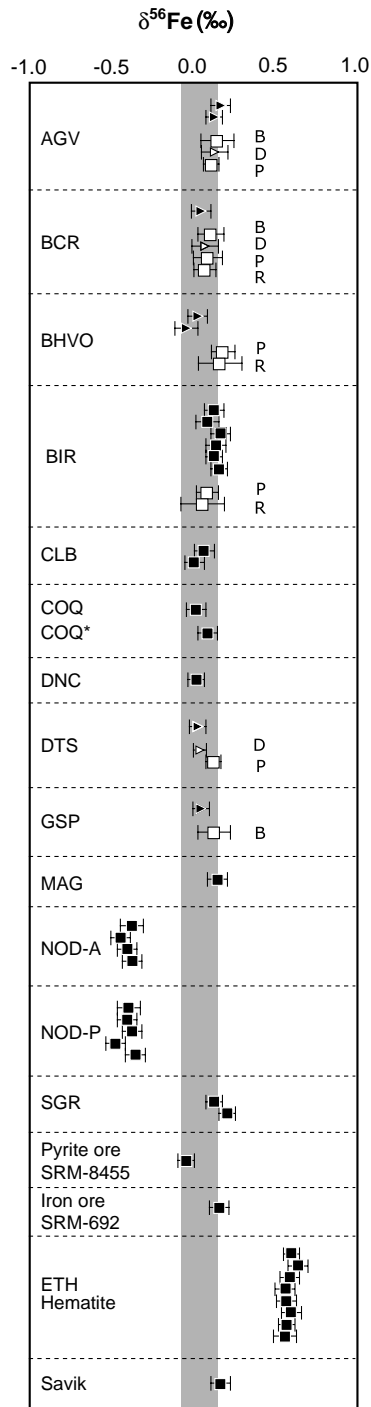 δ⁵⁶Fe (‰)
-1.0 -0.5 0.0 0.5 1.0
AGV
B
D
P
BCR
B
D
P
R
BHVO
P
R
BIR
P
R
CLB
COQ
COQ*
DNC
DTS
D
P
GSP
B
MAG
NOD-A
NOD-P
SGR
Pyrite ore
SRM-8455
Iron ore
SRM-692
ETH
Hematite
Savik